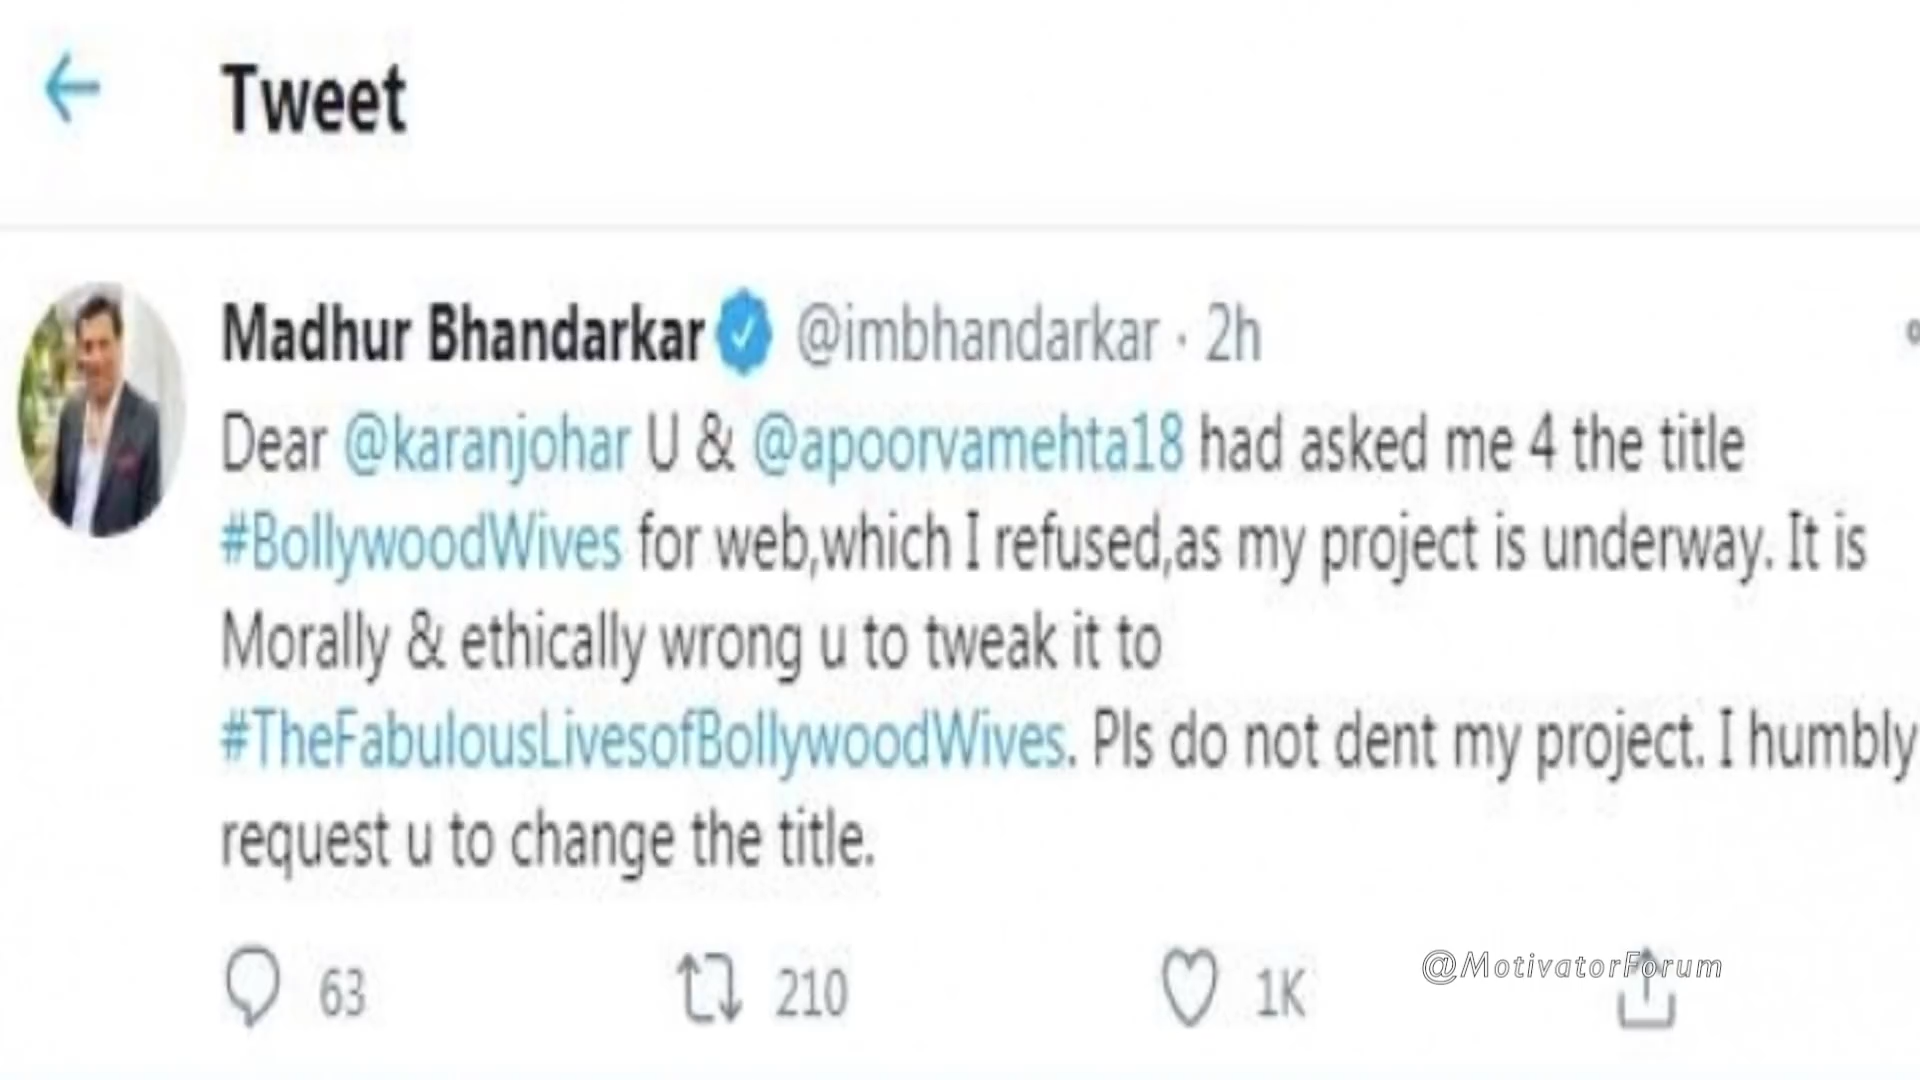 Tweet
Madhur Bhandarkar @imbhandarkar · 2h
Dear @karanjohar U & @apoorvamehta18 had asked me 4 the title
#BollywoodWives for web,which I refused,as my project is underway. It is
Morally & ethically wrong u to tweak it to
#TheFabulousLivesofBollywoodWives. Pls do not dent my project. I humbly
request u to change the title.
63 210 1K
@MotivatorForum